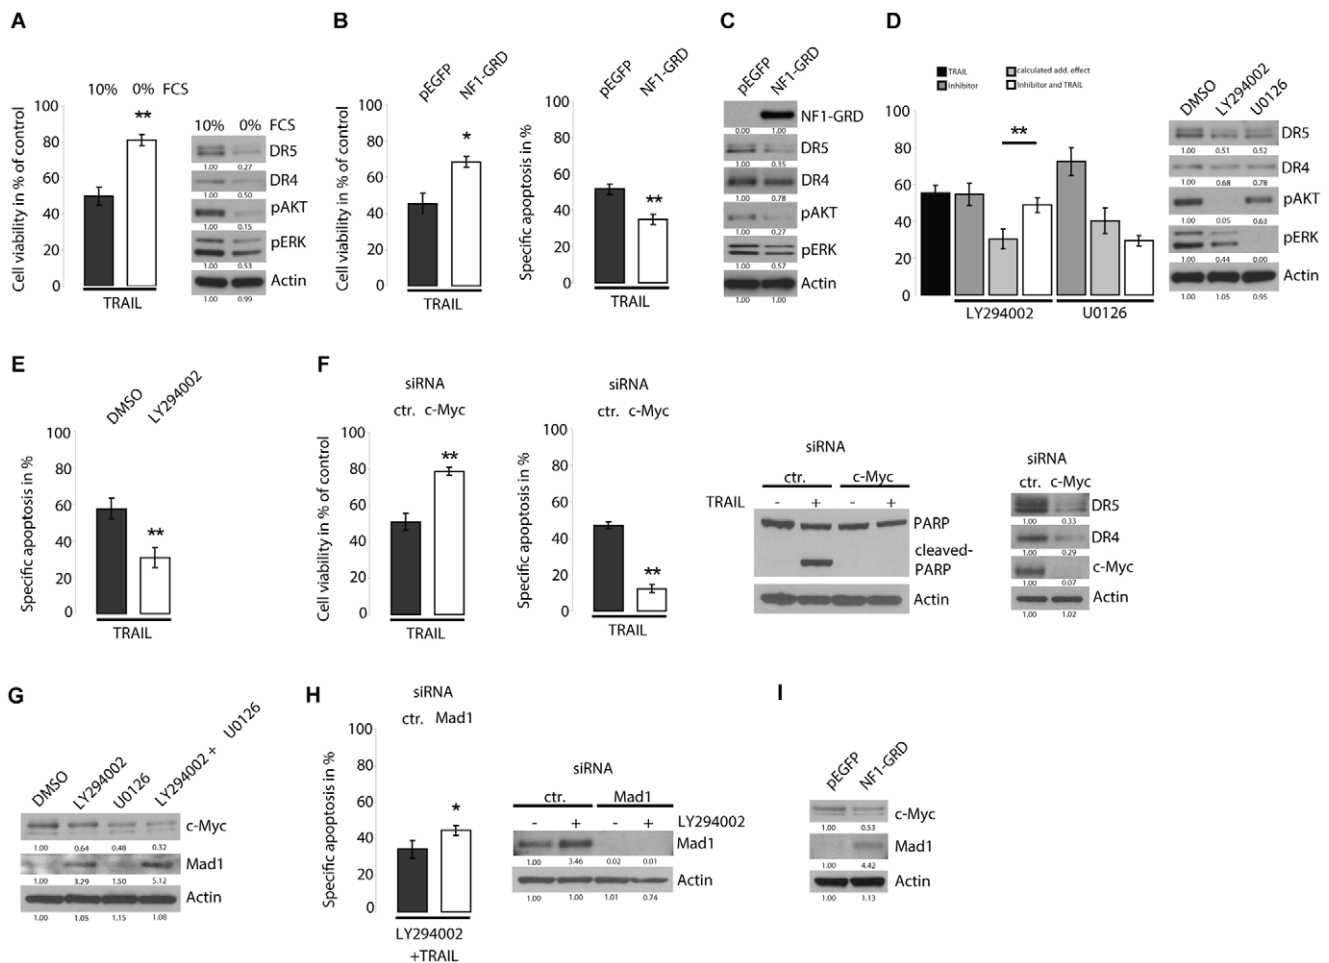 A
10% 0% FCS
Cell viability in % of control
100
80
60
40
20
0
**
TRAIL
10% 0% FCS
DR5
1.00 0.27
DR4
1.00 0.50
pAKT
1.00 0.15
pERK
1.00 0.53
Actin
1.00 0.99
B
pEGFP NF1-GRD
Cell viability in % of control
100
80
60
40
20
0
*
TRAIL
pEGFP NF1-GRD
Specific apoptosis in %
100
80
60
40
20
0
**
TRAIL
C
pEGFP NF1-GRD
NF1-GRD
0.00 1.00
DR5
1.00 0.35
DR4
1.00 0.78
pAKT
1.00 0.27
pERK
1.00 0.57
Actin
1.00 1.00
D
TRAIL calculated add. effect
Inhibitor Inhibitor and TRAIL
100
80
60
40
20
0
**
LY294002 U0126
DMSO LY294002 U0126
DR5
1.00 0.51 0.52
DR4
1.00 0.68 0.78
pAKT
1.00 0.05 0.63
pERK
1.00 0.44 0.00
Actin
1.00 1.05 0.95
E
DMSO LY294002
Specific apoptosis in %
100
80
60
40
20
0
**
TRAIL
F
siRNA
ctr. c-Myc
Cell viability in % of control
100
80
60
40
20
0
**
TRAIL
siRNA
ctr. c-Myc
Specific apoptosis in %
100
80
60
40
20
0
**
TRAIL
siRNA
ctr. c-Myc
TRAIL - + - +
PARP
cleaved-
PARP
Actin
siRNA
ctr. c-Myc
DR5
1.00 0.33
DR4
1.00 0.29
c-Myc
1.00 0.07
Actin
1.00 1.02
G
DMSO LY294002 U0126 LY294002 + U0126
c-Myc
1.00 0.64 0.48 0.32
Mad1
1.00 3.29 1.50 5.12
Actin
1.00 1.05 1.15 1.08
H
siRNA
ctr. Mad1
Specific apoptosis in %
100
80
60
40
20
0
*
LY294002
+TRAIL
siRNA
ctr. Mad1
- + - + LY294002
Mad1
1.00 3.46 0.02 0.01
Actin
1.00 1.00 1.01 0.74
I
pEGFP NF1-GRD
c-Myc
1.00 0.53
Mad1
1.00 4.42
Actin
1.00 1.13